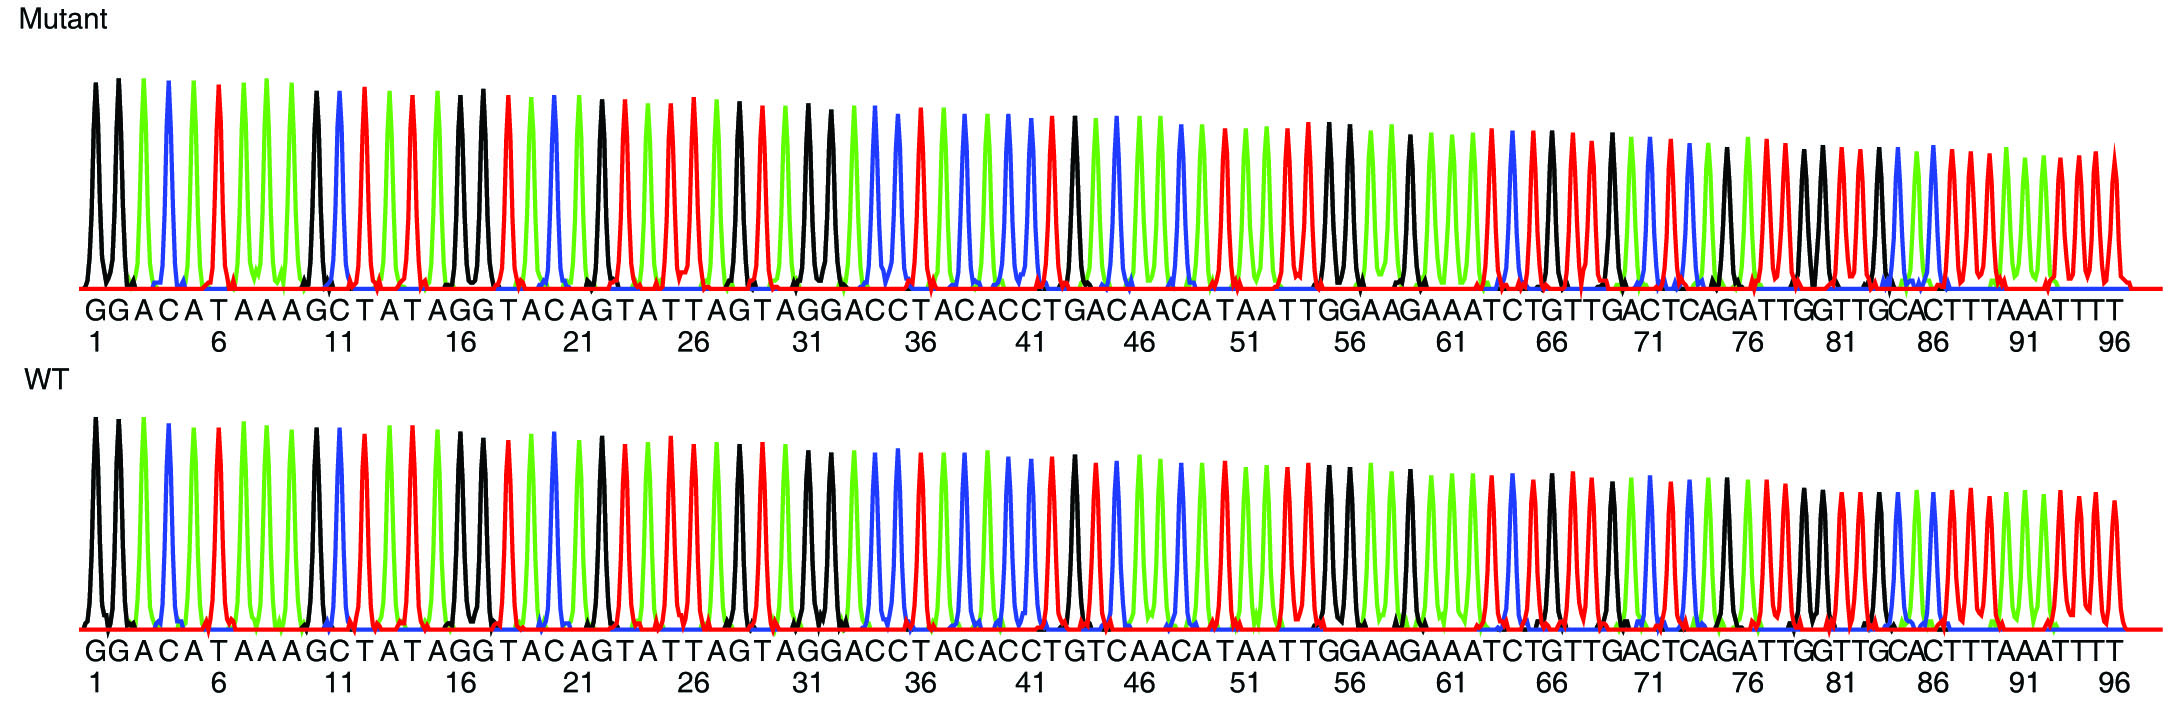 Mutant
GGACATAAAGCTATAGGTACAGTATTAGTAGGACCTACACCTGACAACATAATTGGAAGAAATCTGTTGACTCAGATTGGTTGCACTTTAAATTTT
1 6 11 16 21 26 31 36 41 46 51 56 61 66 71 76 81 86 91 96
WT
GGACATAAAGCTATAGGTACAGTATTAGTAGGACCTACACCTGTCAACATAATTGGAAGAAATCTGTTGACTCAGATTGGTTGCACTTTAAATTTT
1 6 11 16 21 26 31 36 41 46 51 56 61 66 71 76 81 86 91 96